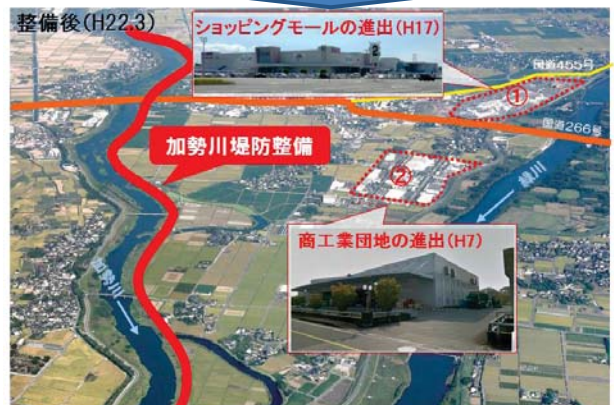 整備後(H22.3)
ショッピングモールの進出(H17)
国道455号
①
国道266号
加勢川堤防整備
②
緑川
商工業団地の進出(H7)
加勢川